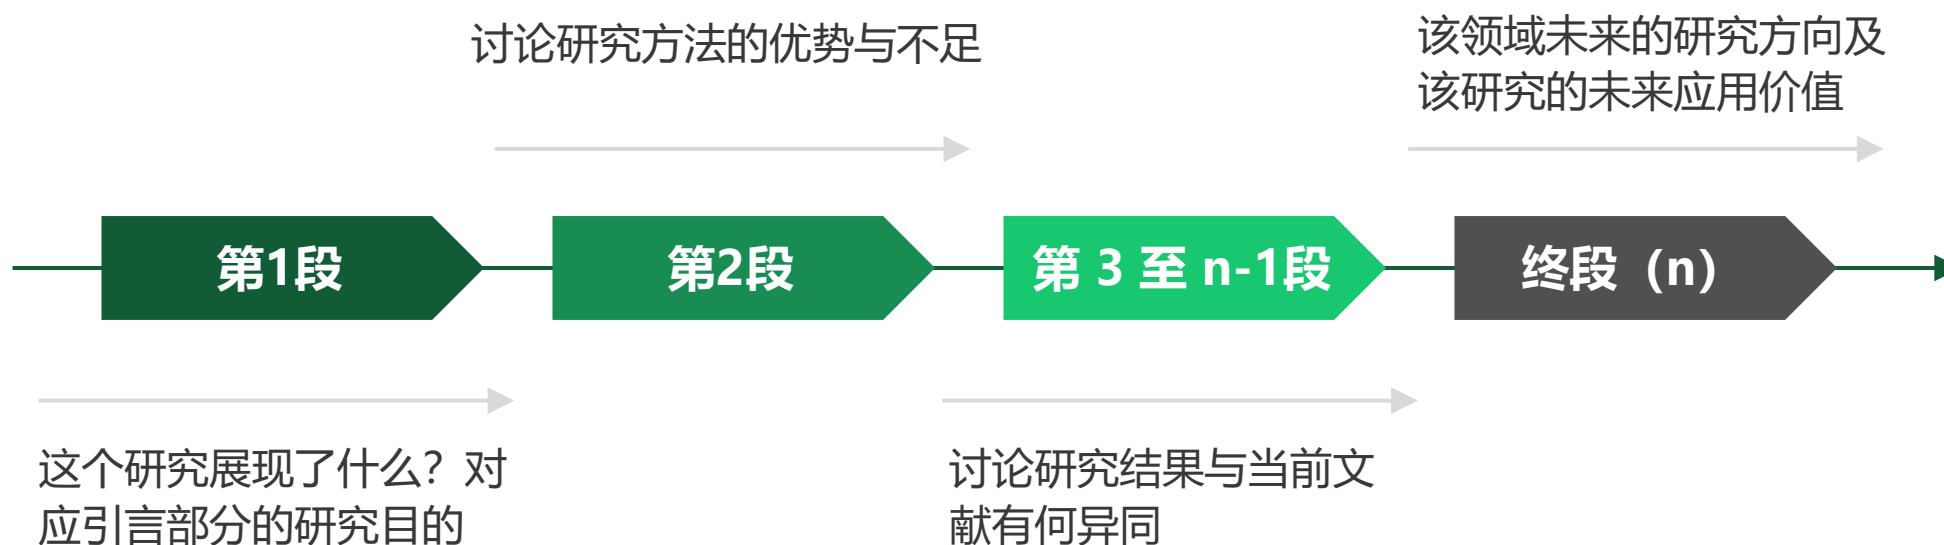 讨论研究方法的优势与不足
该领域未来的研究方向及
该研究的未来应用价值
第1段
第2段
第 3 至 n-1段
终段（n）
这个研究展现了什么？对
应引言部分的研究目的
讨论研究结果与当前文
献有何异同